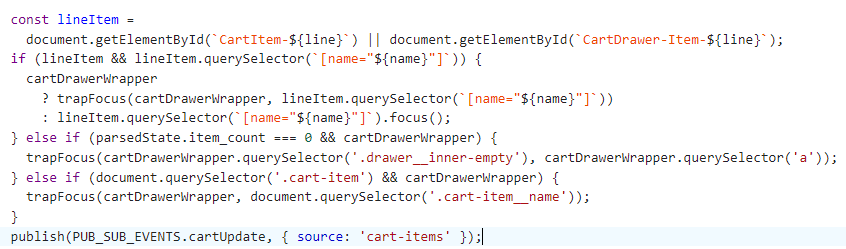 const lineItem =
  document.getElementById(`CartItem-${line}`) || document.getElementById(`CartDrawer-Item-${line}`);
if (lineItem && lineItem.querySelector(`[name="${name}"]`)) {
  cartDrawerWrapper
    ? trapFocus(cartDrawerWrapper, lineItem.querySelector(`[name="${name}"]`))
    : lineItem.querySelector(`[name="${name}"]`).focus();
} else if (parsedState.item_count === 0 && cartDrawerWrapper) {
  trapFocus(cartDrawerWrapper.querySelector('.drawer__inner-empty'), cartDrawerWrapper.querySelector('a'));
} else if (document.querySelector('.cart-item') && cartDrawerWrapper) {
  trapFocus(cartDrawerWrapper, document.querySelector('.cart-item__name'));
}
publish(PUB_SUB_EVENTS.cartUpdate, { source: 'cart-items' });